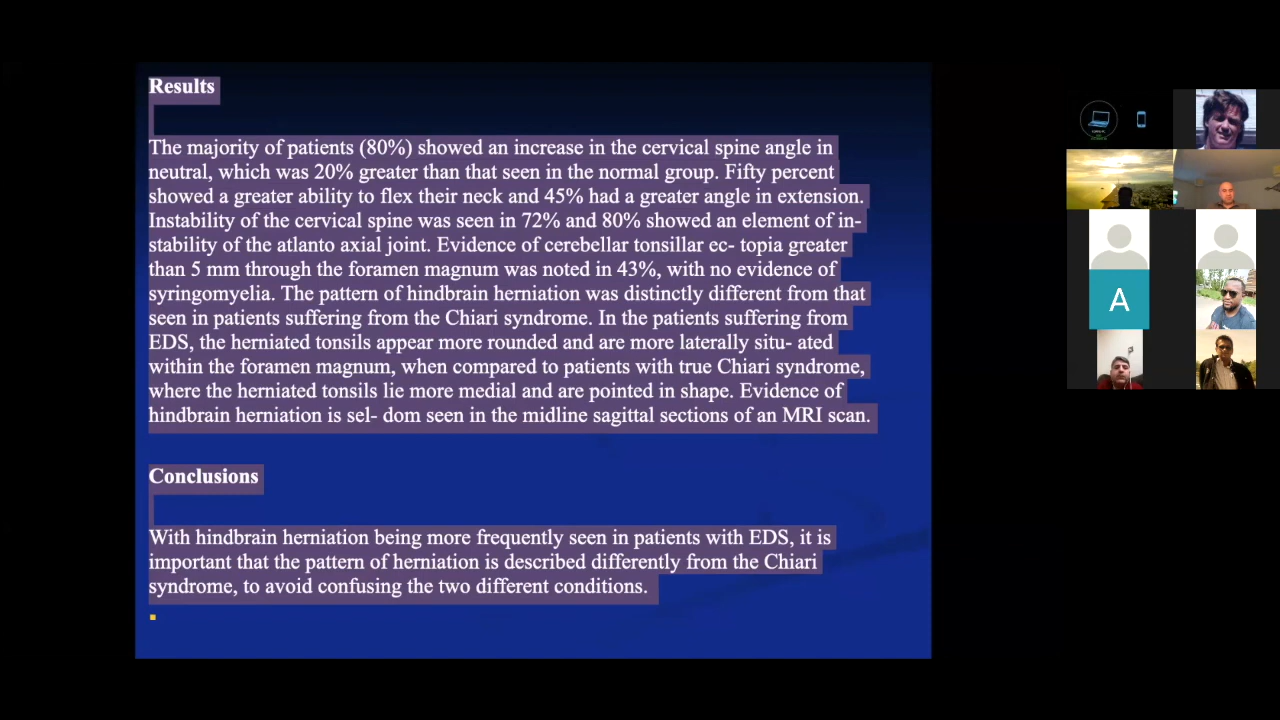 Results
The majority of patients (80%) showed an increase in the cervical spine angle in
neutral, which was 20% greater than that seen in the normal group. Fifty percent
showed a greater ability to flex their neck and 45% had a greater angle in extension.
Instability of the cervical spine was seen in 72% and 80% showed an element of in-
stability of the atlanto axial joint. Evidence of cerebellar tonsillar ec- topia greater
than 5 mm through the foramen magnum was noted in 43%, with no evidence of
syringomyelia. The pattern of hindbrain herniation was distinctly different from that
seen in patients suffering from the Chiari syndrome. In the patients suffering from
EDS, the herniated tonsils appear more rounded and are more laterally situ- ated
within the foramen magnum, when compared to patients with true Chiari syndrome,
where the herniated tonsils lie more medial and are pointed in shape. Evidence of
hindbrain herniation is sel- dom seen in the midline sagittal sections of an MRI scan.
Conclusions
With hindbrain herniation being more frequently seen in patients with EDS, it is
important that the pattern of herniation is described differently from the Chiari
syndrome, to avoid confusing the two different conditions.
A